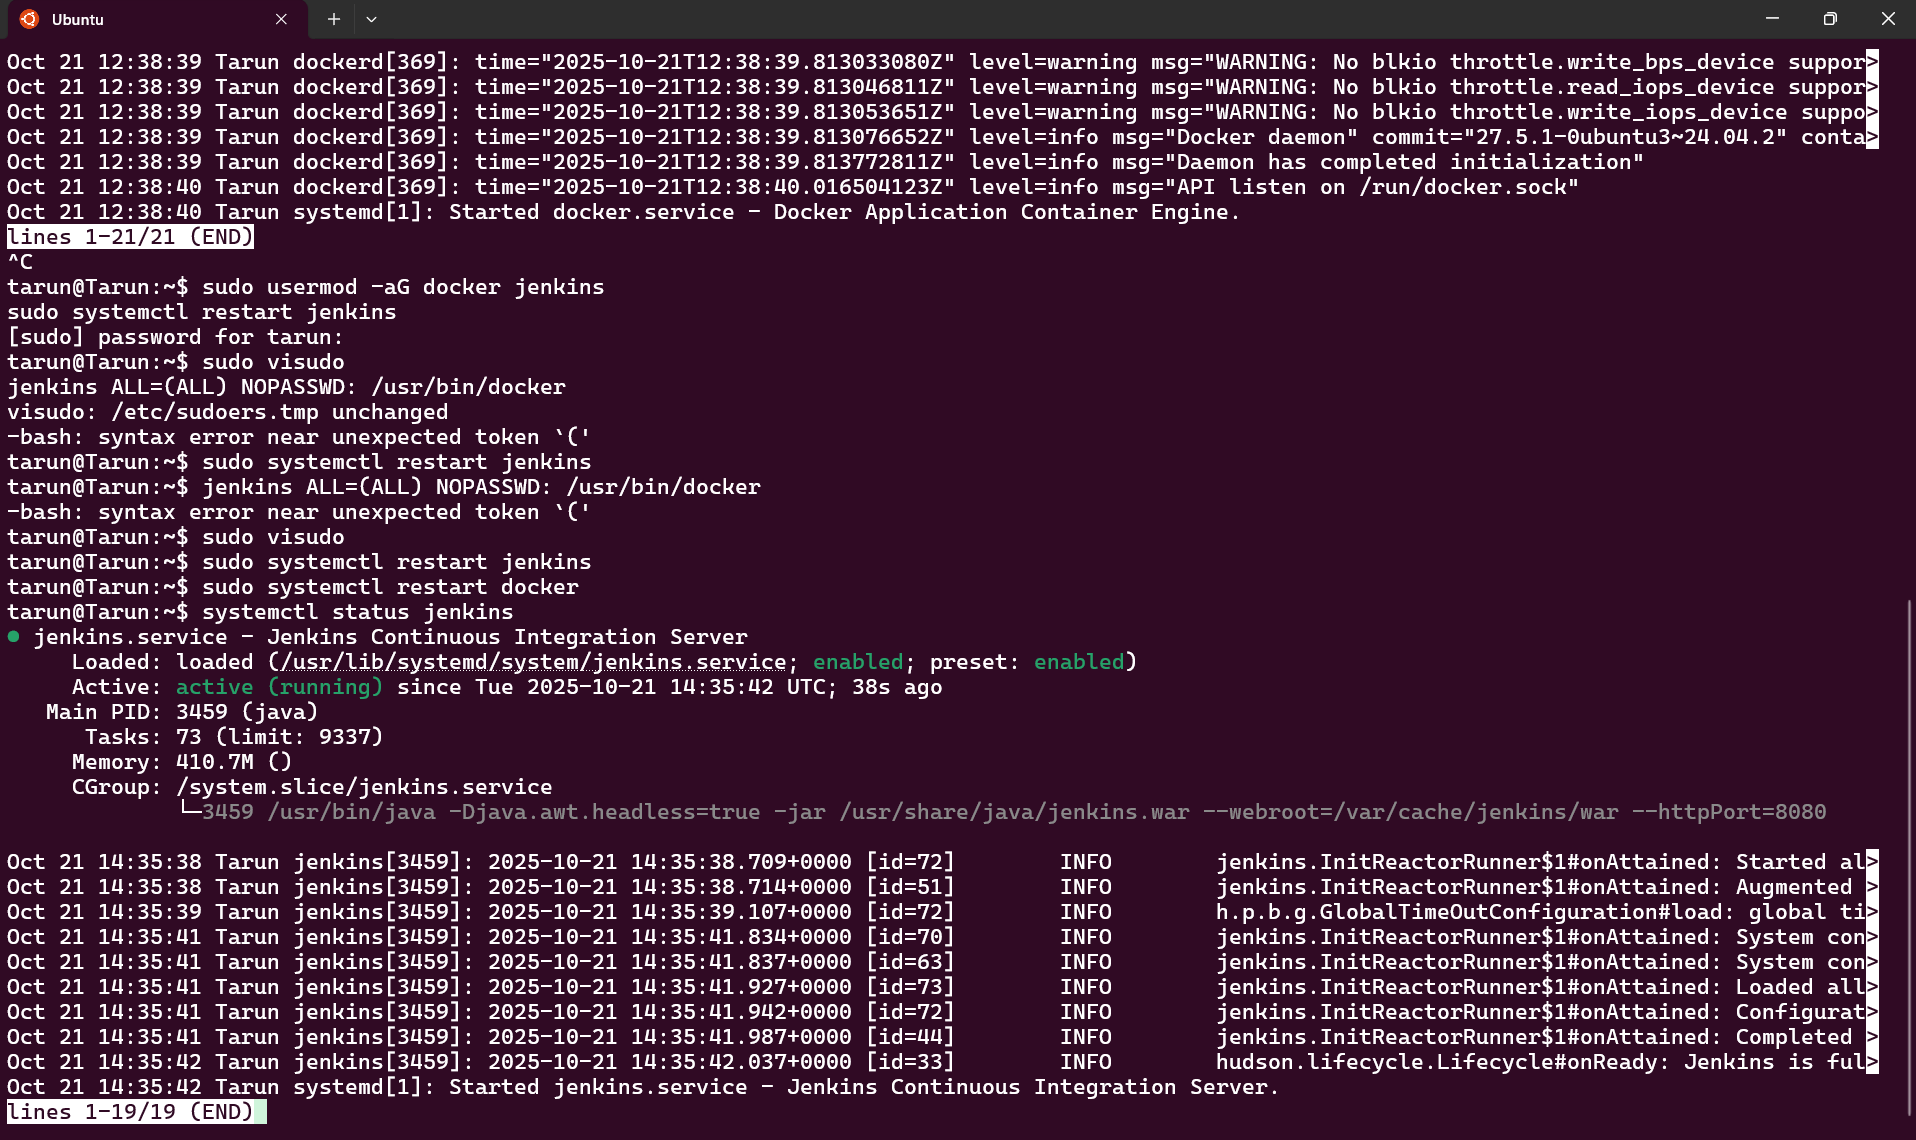 Ubuntu
Oct 21 12:38:39 Tarun dockerd[369]: time="2025-10-21T12:38:39.813033080Z" level=warning msg="WARNING: No blkio throttle.write_bps_device suppor>
Oct 21 12:38:39 Tarun dockerd[369]: time="2025-10-21T12:38:39.813046811Z" level=warning msg="WARNING: No blkio throttle.read_iops_device suppor>
Oct 21 12:38:39 Tarun dockerd[369]: time="2025-10-21T12:38:39.813053651Z" level=warning msg="WARNING: No blkio throttle.write_iops_device suppo>
Oct 21 12:38:39 Tarun dockerd[369]: time="2025-10-21T12:38:39.813076652Z" level=info msg="Docker daemon" commit="27.5.1-0ubuntu3~24.04.2" conta>
Oct 21 12:38:39 Tarun dockerd[369]: time="2025-10-21T12:38:39.813772811Z" level=info msg="Daemon has completed initialization"
Oct 21 12:38:40 Tarun dockerd[369]: time="2025-10-21T12:38:40.016504123Z" level=info msg="API listen on /run/docker.sock"
Oct 21 12:38:40 Tarun systemd[1]: Started docker.service - Docker Application Container Engine.
lines 1-21/21 (END)
^C
tarun@Tarun:~$ sudo usermod -aG docker jenkins
sudo systemctl restart jenkins
[sudo] password for tarun:
tarun@Tarun:~$ sudo visudo
jenkins ALL=(ALL) NOPASSWD: /usr/bin/docker
visudo: /etc/sudoers.tmp unchanged
-bash: syntax error near unexpected token `('
tarun@Tarun:~$ sudo systemctl restart jenkins
tarun@Tarun:~$ jenkins ALL=(ALL) NOPASSWD: /usr/bin/docker
-bash: syntax error near unexpected token `('
tarun@Tarun:~$ sudo visudo
tarun@Tarun:~$ sudo systemctl restart jenkins
tarun@Tarun:~$ sudo systemctl restart docker
tarun@Tarun:~$ systemctl status jenkins
● jenkins.service - Jenkins Continuous Integration Server
     Loaded: loaded (/usr/lib/systemd/system/jenkins.service; enabled; preset: enabled)
     Active: active (running) since Tue 2025-10-21 14:35:42 UTC; 38s ago
   Main PID: 3459 (java)
      Tasks: 73 (limit: 9337)
     Memory: 410.7M ()
     CGroup: /system.slice/jenkins.service
             └─3459 /usr/bin/java -Djava.awt.headless=true -jar /usr/share/java/jenkins.war --webroot=/var/cache/jenkins/war --httpPort=8080
Oct 21 14:35:38 Tarun jenkins[3459]: 2025-10-21 14:35:38.709+0000 [id=72]        INFO        jenkins.InitReactorRunner$1#onAttained: Started al>
Oct 21 14:35:38 Tarun jenkins[3459]: 2025-10-21 14:35:38.714+0000 [id=51]        INFO        jenkins.InitReactorRunner$1#onAttained: Augmented >
Oct 21 14:35:39 Tarun jenkins[3459]: 2025-10-21 14:35:39.107+0000 [id=72]        INFO        h.p.b.g.GlobalTimeOutConfiguration#load: global ti>
Oct 21 14:35:41 Tarun jenkins[3459]: 2025-10-21 14:35:41.834+0000 [id=70]        INFO        jenkins.InitReactorRunner$1#onAttained: System con>
Oct 21 14:35:41 Tarun jenkins[3459]: 2025-10-21 14:35:41.837+0000 [id=63]        INFO        jenkins.InitReactorRunner$1#onAttained: System con>
Oct 21 14:35:41 Tarun jenkins[3459]: 2025-10-21 14:35:41.927+0000 [id=73]        INFO        jenkins.InitReactorRunner$1#onAttained: Loaded all>
Oct 21 14:35:41 Tarun jenkins[3459]: 2025-10-21 14:35:41.942+0000 [id=72]        INFO        jenkins.InitReactorRunner$1#onAttained: Configurat>
Oct 21 14:35:41 Tarun jenkins[3459]: 2025-10-21 14:35:41.987+0000 [id=44]        INFO        jenkins.InitReactorRunner$1#onAttained: Completed >
Oct 21 14:35:42 Tarun jenkins[3459]: 2025-10-21 14:35:42.037+0000 [id=33]        INFO        hudson.lifecycle.Lifecycle#onReady: Jenkins is ful>
Oct 21 14:35:42 Tarun systemd[1]: Started jenkins.service - Jenkins Continuous Integration Server.
lines 1-19/19 (END)